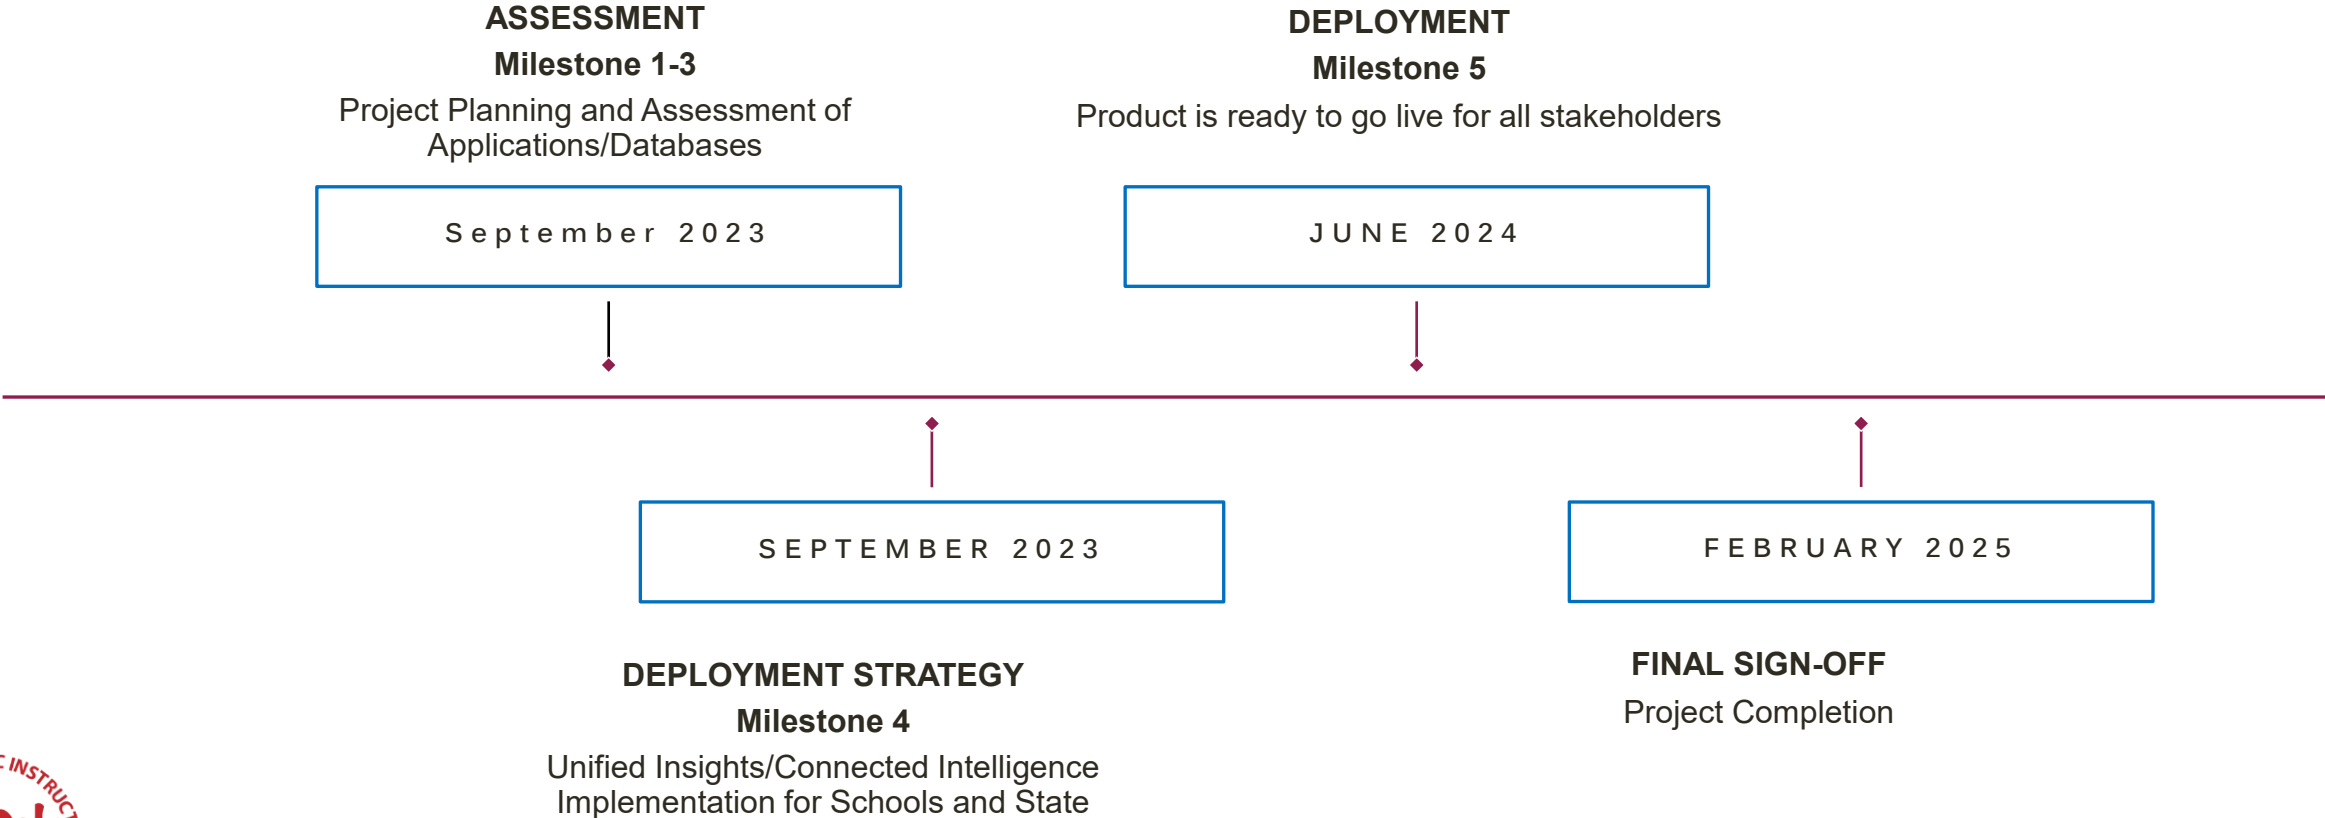 ASSESSMENT
Milestone 1-3
Project Planning and Assessment of
Applications/Databases
September 2023
DEPLOYMENT
Milestone 5
Product is ready to go live for all stakeholders
JUNE 2024
SEPTEMBER 2023
DEPLOYMENT STRATEGY
Milestone 4
Unified Insights/Connected Intelligence
Implementation for Schools and State
FEBRUARY 2025
FINAL SIGN-OFF
Project Completion